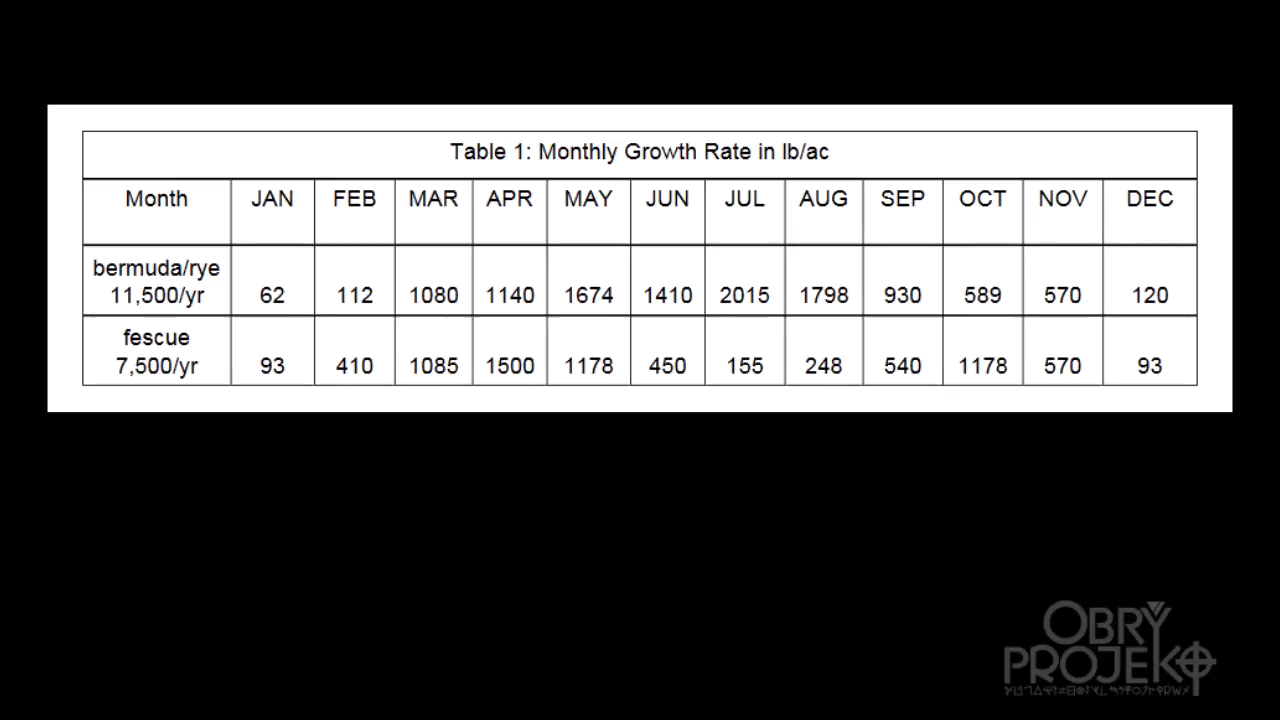 Table 1: Monthly Growth Rate in lb/ac
Month JAN FEB MAR APR MAY JUN JUL AUG SEP OCT NOV DEC
bermuda/rye
11,500/yr 62 112 1080 1140 1674 1410 2015 1798 930 589 570 120
fescue
7,500/yr 93 410 1085 1500 1178 450 155 248 540 1178 570 93
OBRY
PROJEKT